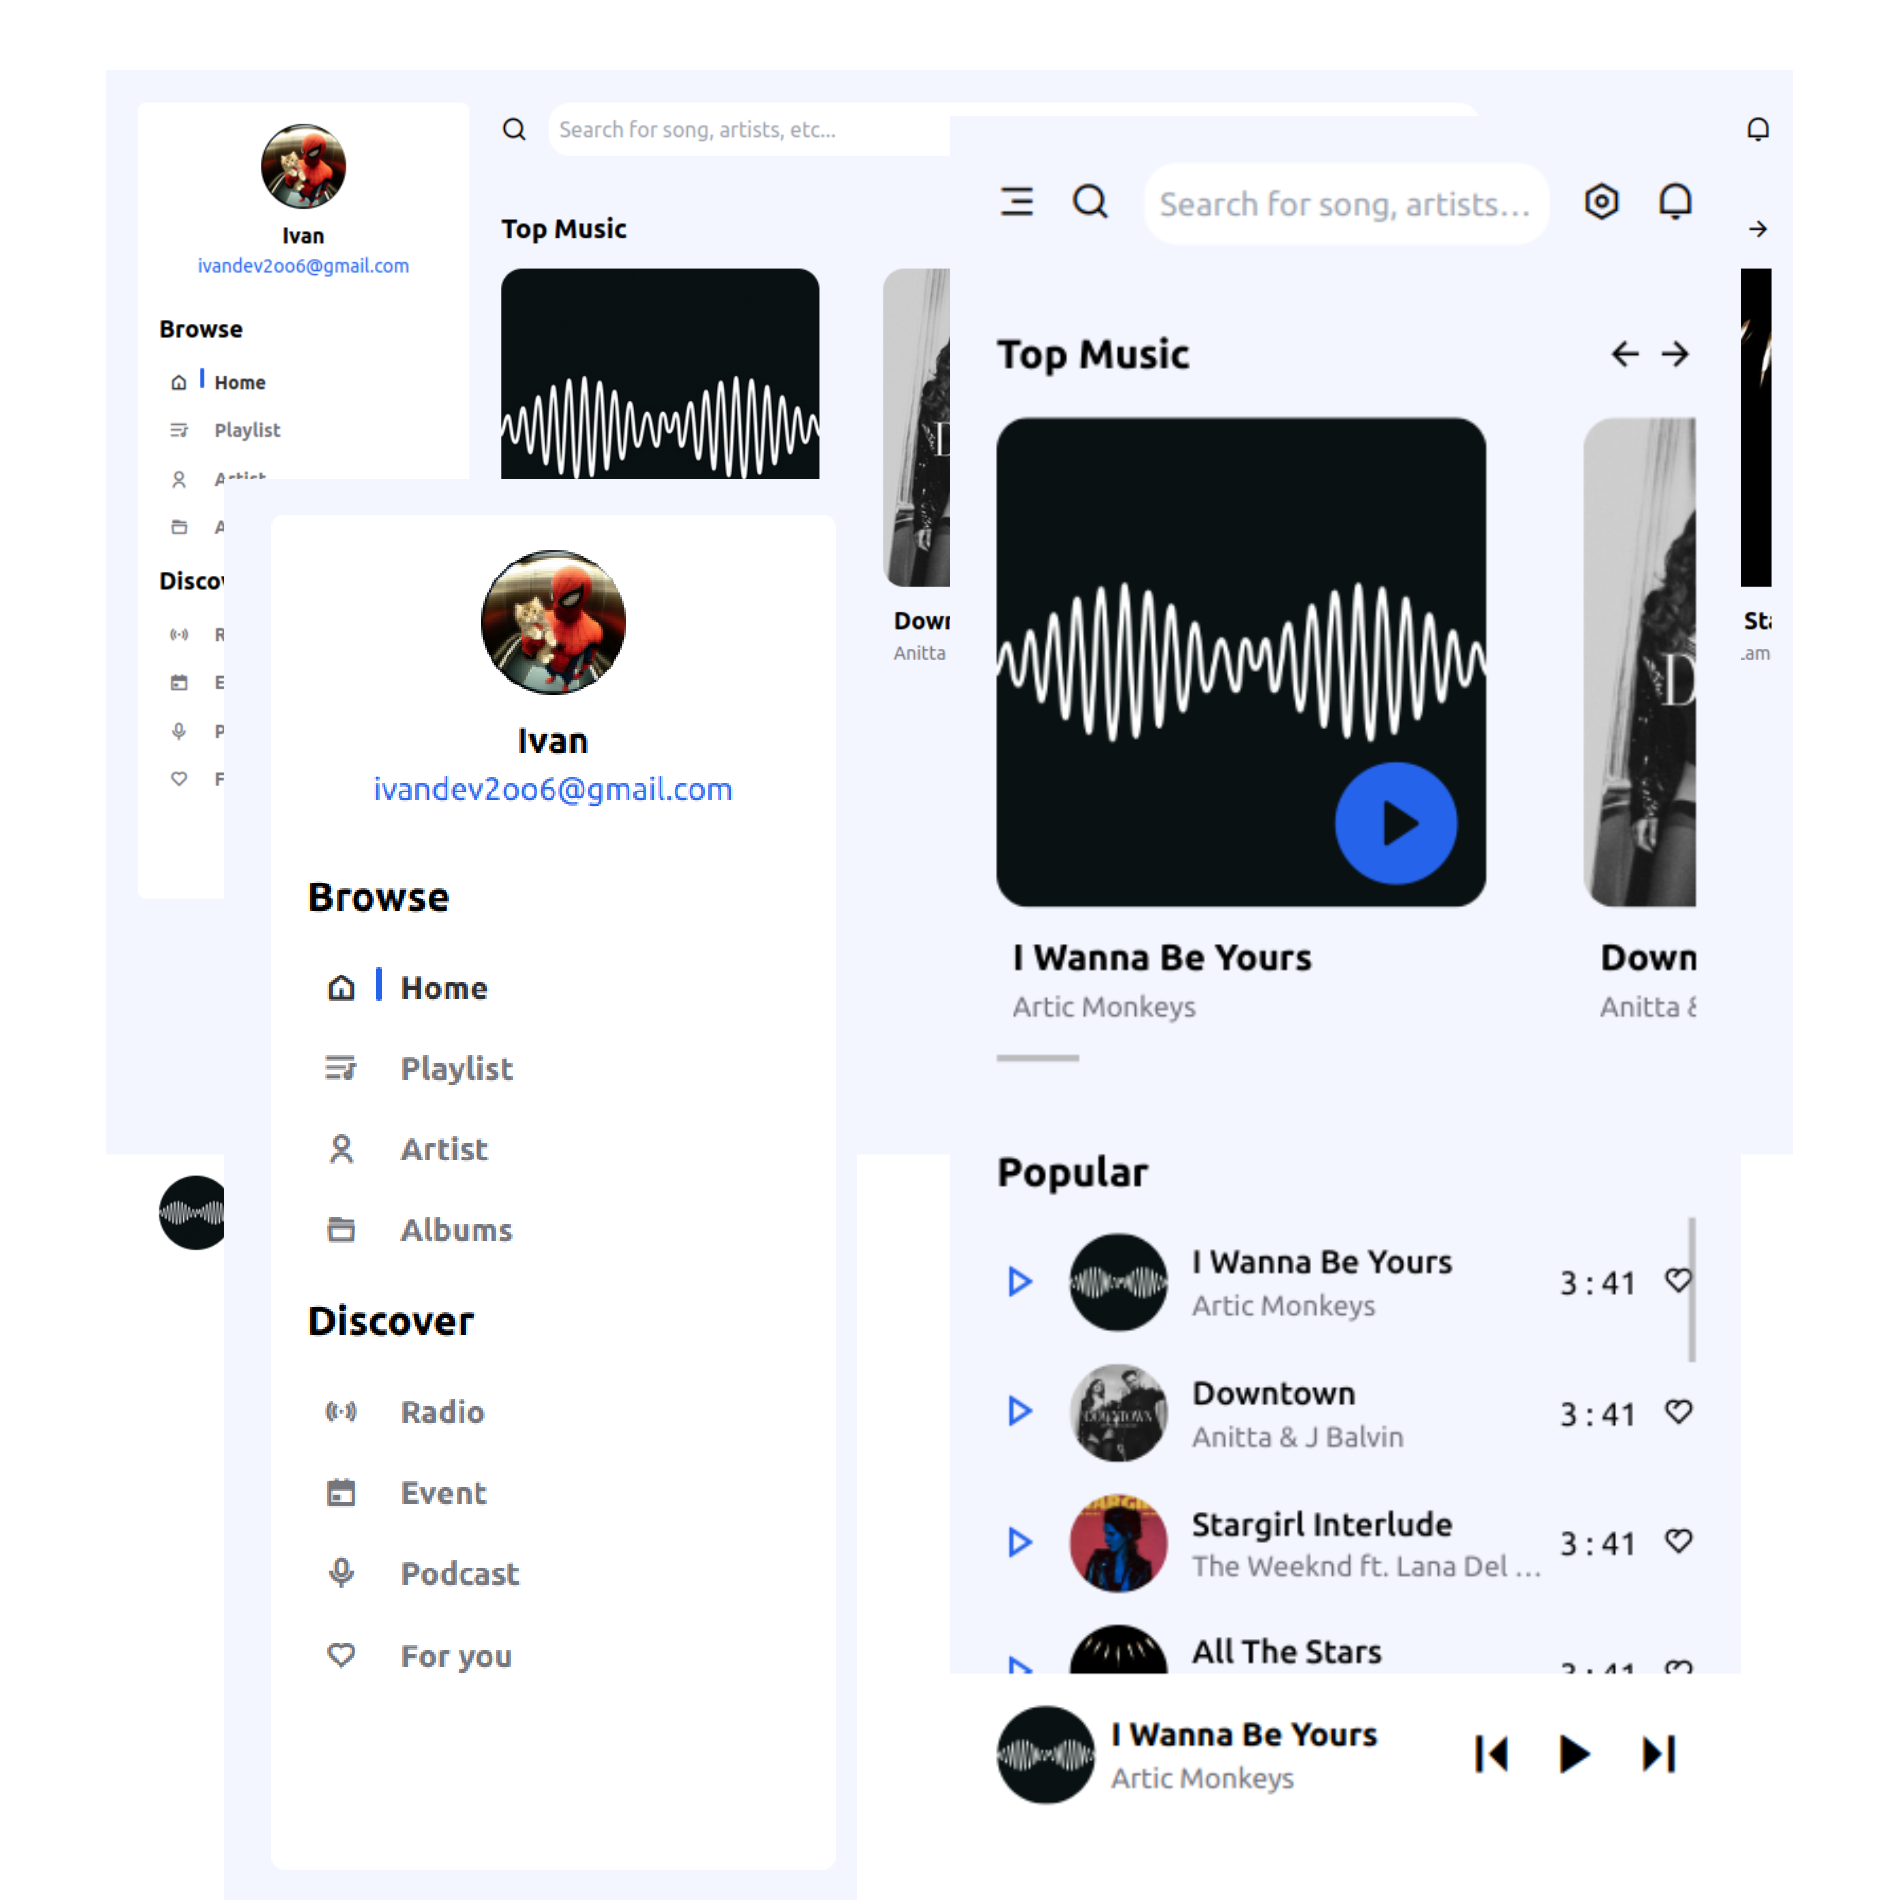 Ivan
ivandev2oo6@gmail.com
Browse
Home
Playlist
Artist
A
Disco
R
E
P
F
Search for song, artists, etc...
Top Music
Down
Anitta
Sta
am
Ivan
ivandev2oo6@gmail.com
Browse
Home
Playlist
Artist
Albums
Discover
Radio
Event
Podcast
For you
Search for song, artists...
Top Music
I Wanna Be Yours
Artic Monkeys
Down
Anitta &
Popular
I Wanna Be Yours
Artic Monkeys
3 : 41
Downtown
Anitta & J Balvin
3 : 41
Stargirl Interlude
The Weeknd ft. Lana Del ...
3 : 41
All The Stars
3 : 41
I Wanna Be Yours
Artic Monkeys